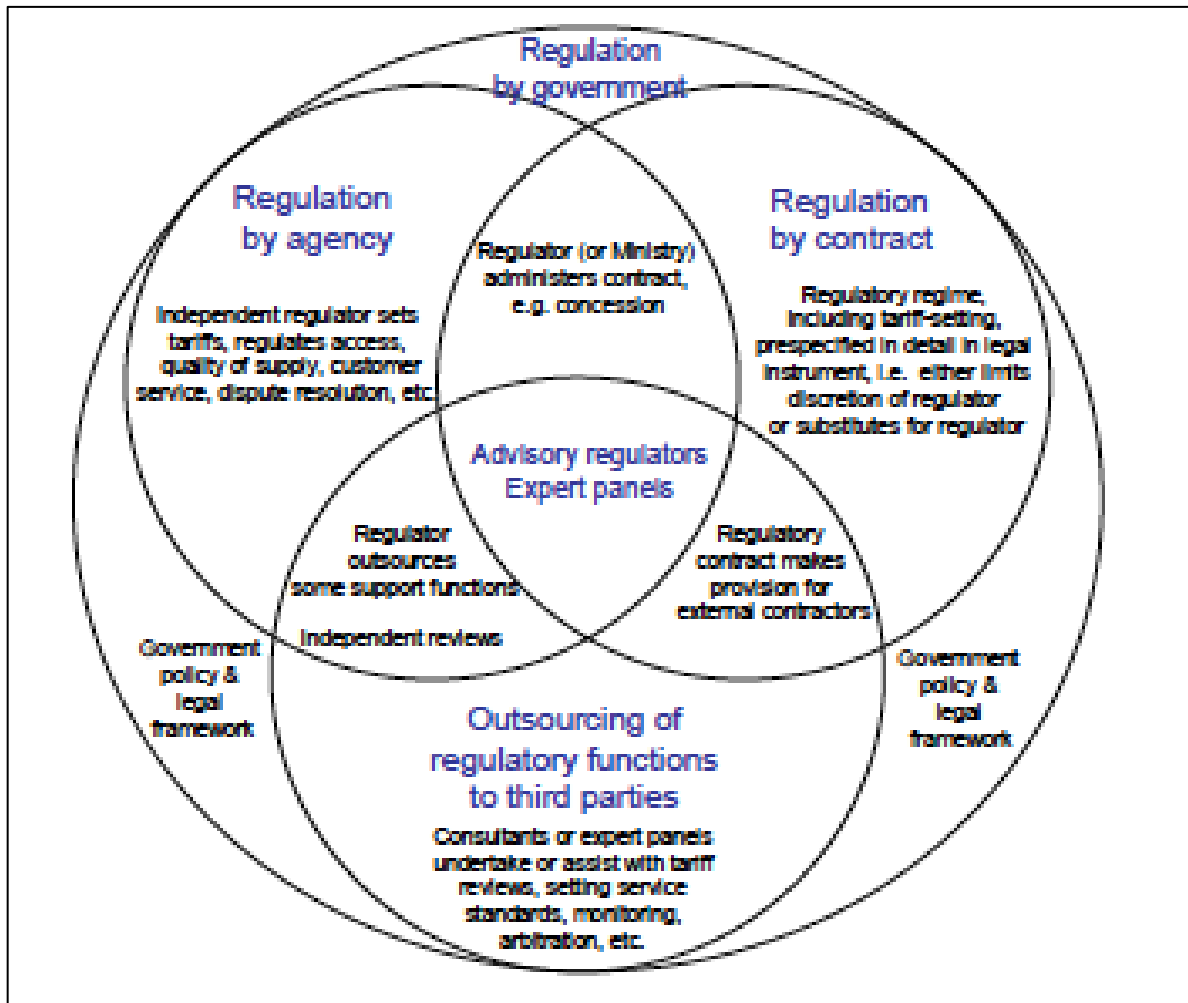 Regulation
by government
Regulation
by agency
Regulation
by contract
Regulator (or Ministry)
administers contract,
e.g. concession
Independent regulator sets
tariffs, regulates access,
quality of supply, customer
service, dispute resolution, etc.
Regulatory regime,
including tariff-setting,
prespecified in detail in legal
instrument, i.e. either limits
discretion of regulator
or substitutes for regulator
Advisory regulators
Expert panels
Regulator
outsources
some support functions
Independent reviews
Regulatory
contract makes
provision for
external contractors
Government
policy &
legal
framework
Government
policy &
legal
framework
Outsourcing of
regulatory functions
to third parties
Consultants or expert panels
undertake or assist with tariff
reviews, setting service
standards, monitoring,
arbitration, etc.